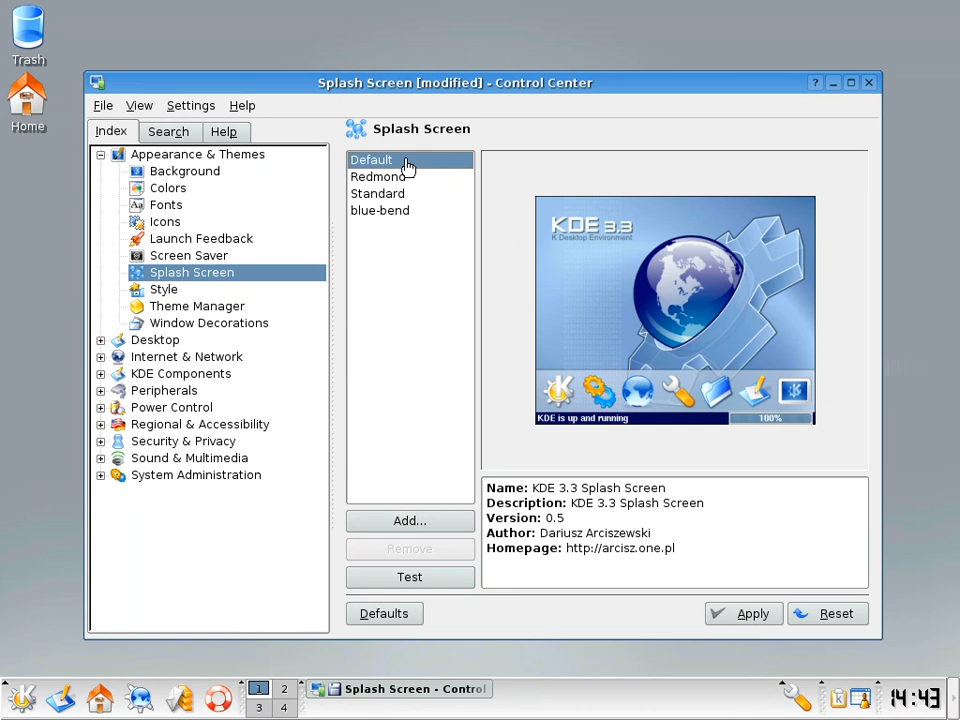 Trash
Home
Splash Screen [modified] - Control Center
File View Settings Help
Index Search Help
Appearance & Themes
Background
Colors
Fonts
Icons
Launch Feedback
Screen Saver
Splash Screen
Style
Theme Manager
Window Decorations
Desktop
Internet & Network
KDE Components
Peripherals
Power Control
Regional & Accessibility
Security & Privacy
Sound & Multimedia
System Administration
Splash Screen
Default
Redmond
Standard
blue-bend
Add...
Remove
Test
KDE 3.3
K Desktop Environment
KDE is up and running 100%
Name: KDE 3.3 Splash Screen
Description: KDE 3.3 Splash Screen
Version: 0.5
Author: Dariusz Arciszewski
Homepage: http://arcisz.one.pl
Defaults Apply Reset
1 2
3 4
Splash Screen - Control
14:43